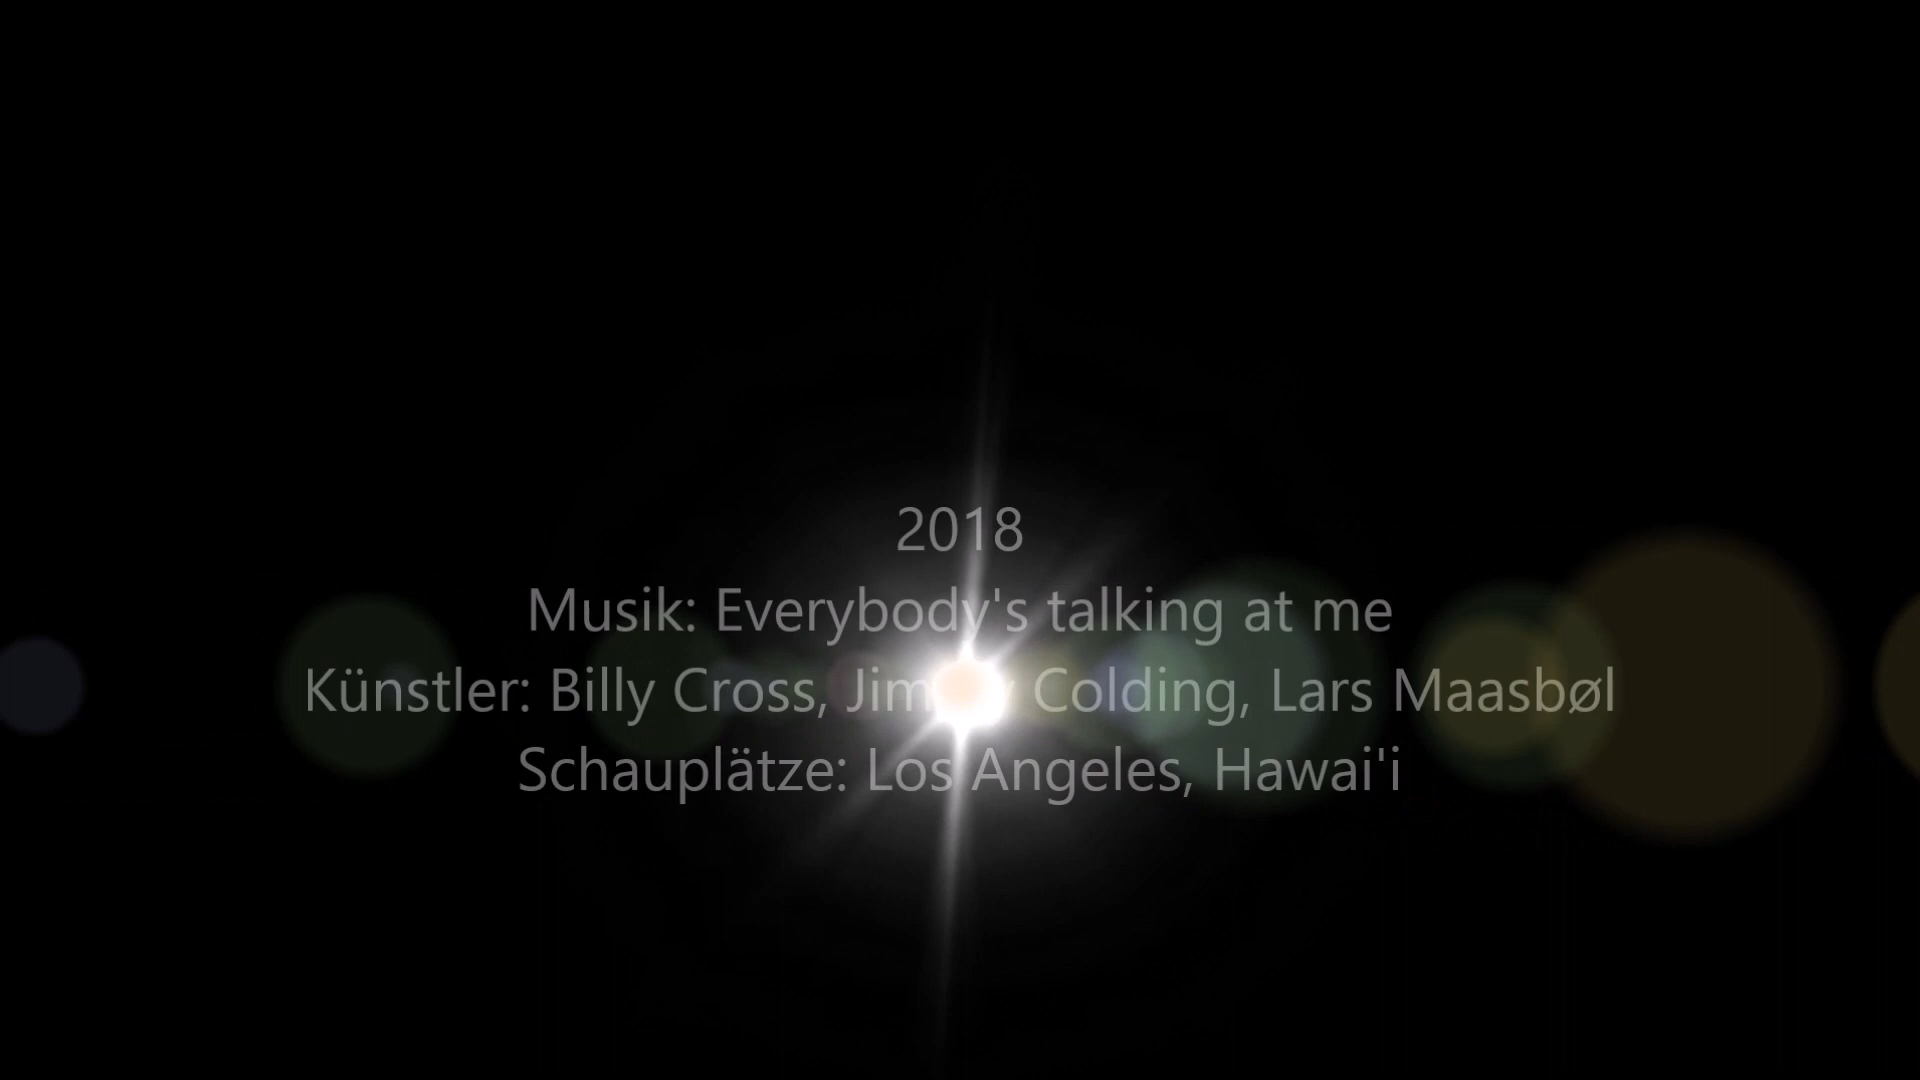 2018
Musik: Everybody's talking at me
Künstler: Billy Cross, Colding, Lars Maasbøl
Schauplätze: Los Angeles, Hawai'i